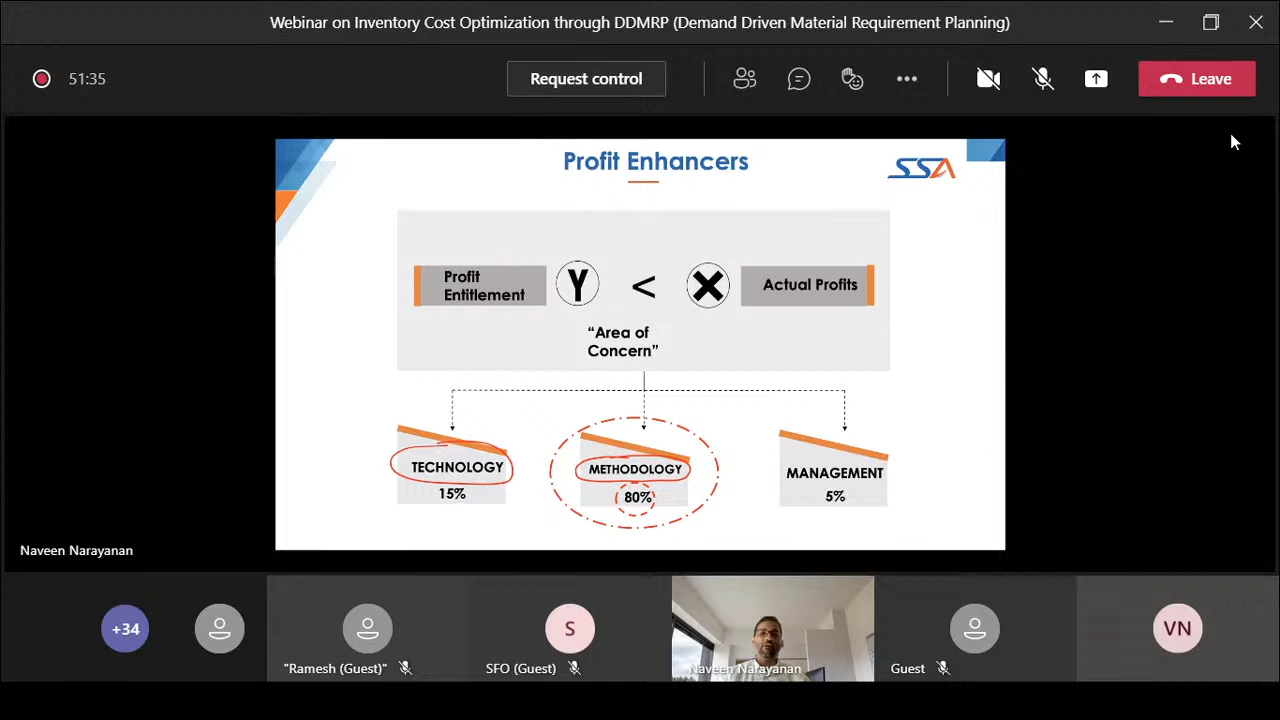 Webinar on Inventory Cost Optimization through DDMRP (Demand Driven Material Requirement Planning)
51:35
Request control
Leave
Profit Enhancers
SSA
Profit
Entitlement
Y
<
X
Actual Profits
“Area of
Concern”
TECHNOLOGY
15%
METHODOLOGY
80%
MANAGEMENT
5%
Naveen Narayanan
+34
"Ramesh (Guest)"
S
SFO (Guest)
Naveen Narayanan
Guest
VN